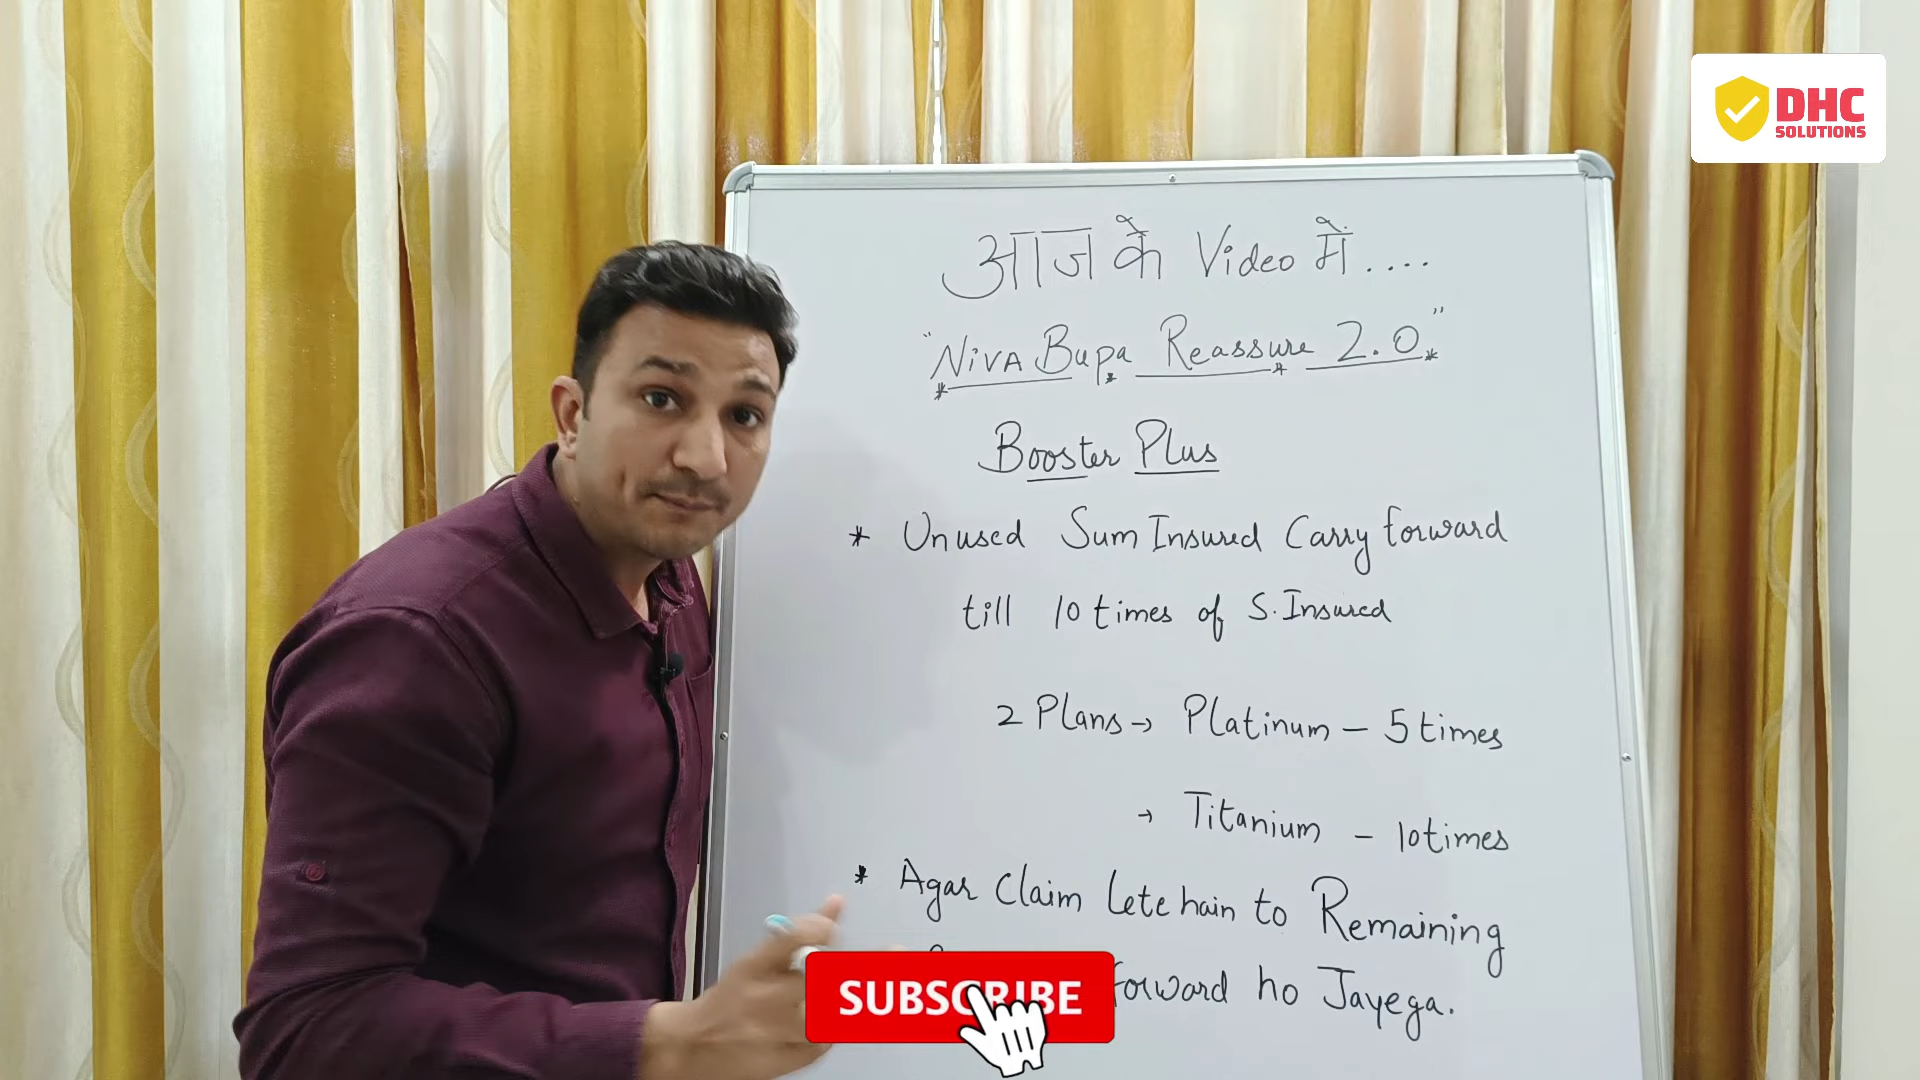 DHC
SOLUTIONS
आज के Video में....
"Niva Bupa Reassure 2.0"
Booster Plus
* Unused Sum Insured Carry forward
till 10 times of S. Insured
2 Plans → Platinum - 5 times
→ Titanium - 10 times
* Agar Claim Lete hain to Remaining
forward ho Jayega.
SUBSCRIBE